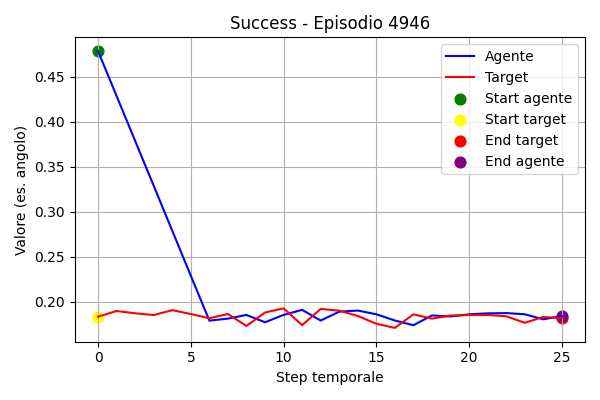 Success - Episodio 4946
Valore (es. angolo)
0.45
0.40
0.35
0.30
0.25
0.20
Agente
Target
Start agente
Start target
End target
End agente
0 5 10 15 20 25
Step temporale